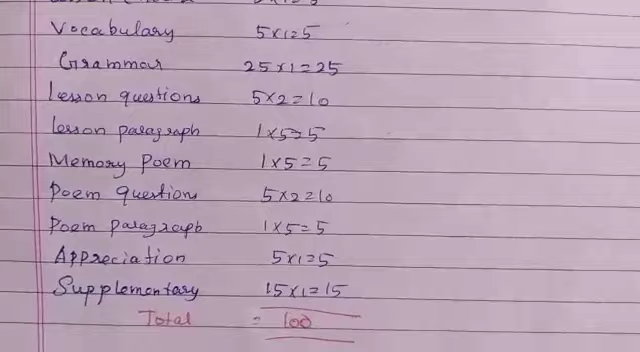 Vocabulary 5x1=5
Grammar 25x1=25
Lesson questions 5x2=10
Lesson paragraph 1x5=5
Memory Poem 1x5=5
Poem questions 5x2=10
Poem paragraph 1x5=5
Appreciation 5x1=5
Supplementary 15x1=15
Total = 100